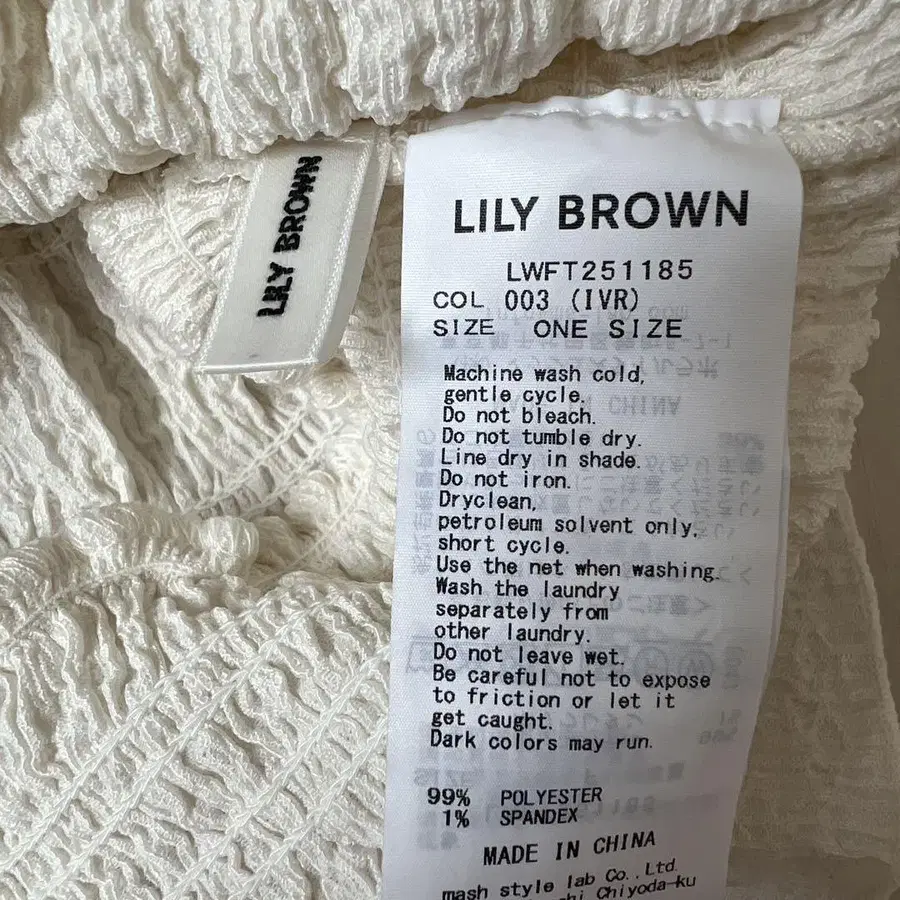 LILY BROWN
LILY BROWN
LWFT251185
COL 003 (IVR)
SIZE ONE SIZE
Machine wash cold,
gentle cycle.
Do not bleach.
Do not tumble dry.
Line dry in shade.
Do not iron.
Dryclean,
petroleum solvent only,
short cycle.
Use the net when washing.
Wash the laundry
separately from
other laundry.
Do not leave wet.
Be careful not to expose
to friction or let it
get caught.
Dark colors may run.
99% POLYESTER
1% SPANDEX
MADE IN CHINA
mash style lab Co.,Ltd.
Chiyoda-ku